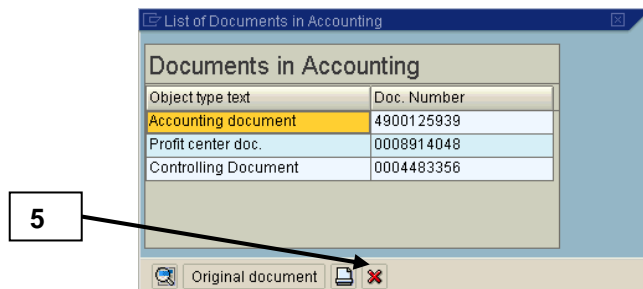 List of Documents in Accounting
Documents in Accounting
Object type text Doc. Number
Accounting document 4900125939
Profit center doc. 0008914048
Controlling Document 0004483356
5
Original document